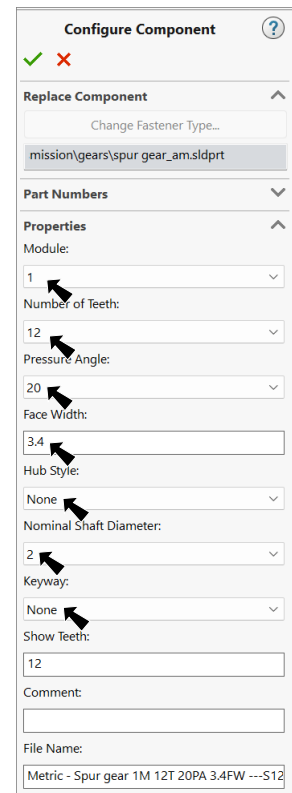 Configure Component
?
Replace Component
Change Fastener Type...
mission\gears\spur gear_am.sldprt
Part Numbers
Properties
Module:
1
Number of Teeth:
12
Pressure Angle:
20
Face Width:
3.4
Hub Style:
None
Nominal Shaft Diameter:
2
Keyway:
None
Show Teeth:
12
Comment:
File Name:
Metric - Spur gear 1M 12T 20PA 3.4FW ---S12